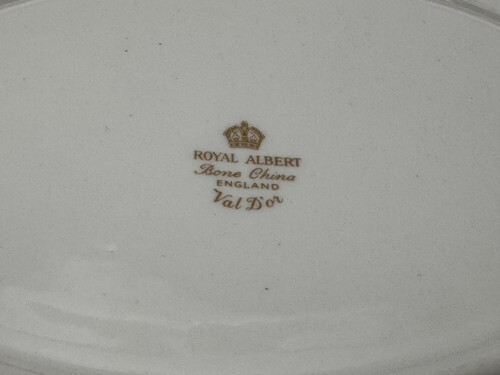 ROYAL ALBERT
Bone China
ENGLAND
Val D'or